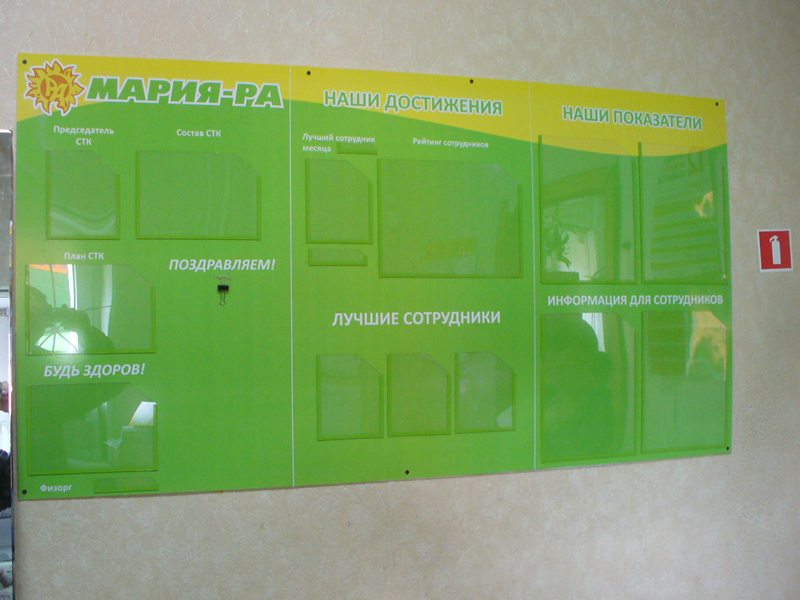 РА
МАРИЯ-РА
Председатель
СТК
Состав СТК
План СТК
ПОЗДРАВЛЯЕМ!
БУДЬ ЗДОРОВ!
Физорг
НАШИ ДОСТИЖЕНИЯ
Лучший сотрудник
месяца
Рейтинг сотрудников
ЛУЧШИЕ СОТРУДНИКИ
НАШИ ПОКАЗАТЕЛИ
ИНФОРМАЦИЯ ДЛЯ СОТРУДНИКОВ